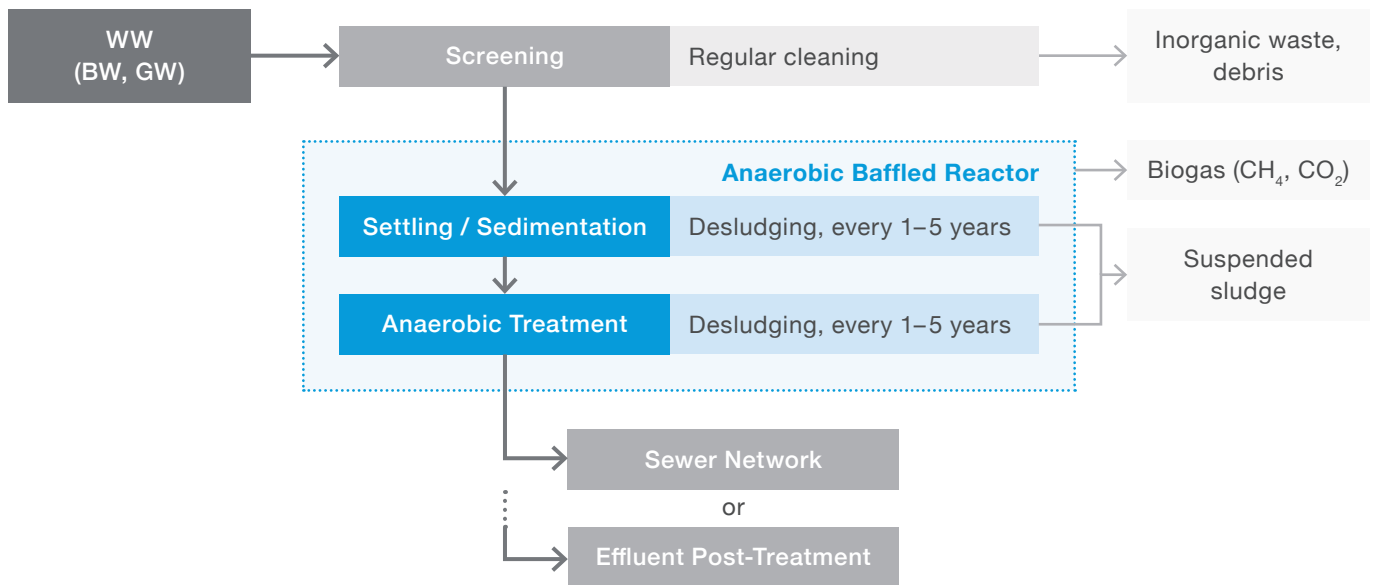 WW
(BW, GW)
Screening
Regular cleaning
Inorganic waste,
debris
Anaerobic Baffled Reactor
Biogas (CH₄, CO₂)
Settling / Sedimentation
Desludging, every 1–5 years
Suspended
sludge
Anaerobic Treatment
Desludging, every 1–5 years
Sewer Network
or
Effluent Post-Treatment